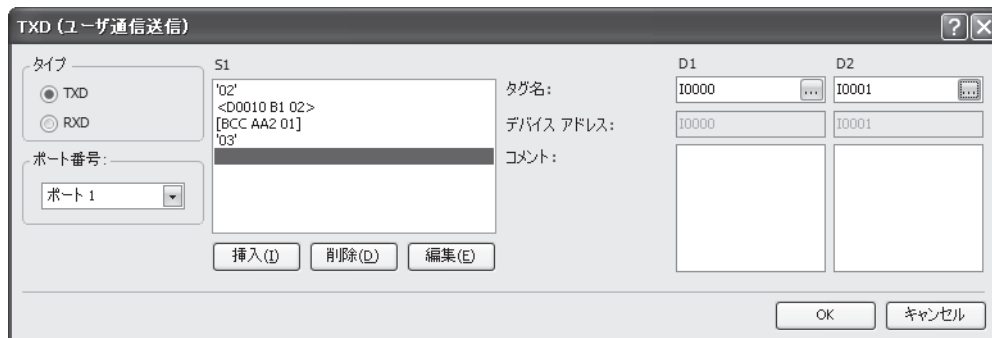 TXD (ユーザ通信送信)
タイプ
TXD
RXD
ポート番号:
ポート 1
S1
'02'
<D0010 B1 02>
[BCC AA2 01]
'03'
挿入(I)
削除(D)
編集(E)
D1
D2
タグ名:
I0000
...
I0001
...
デバイス アドレス:
I0000
I0001
コメント:
OK
キャンセル